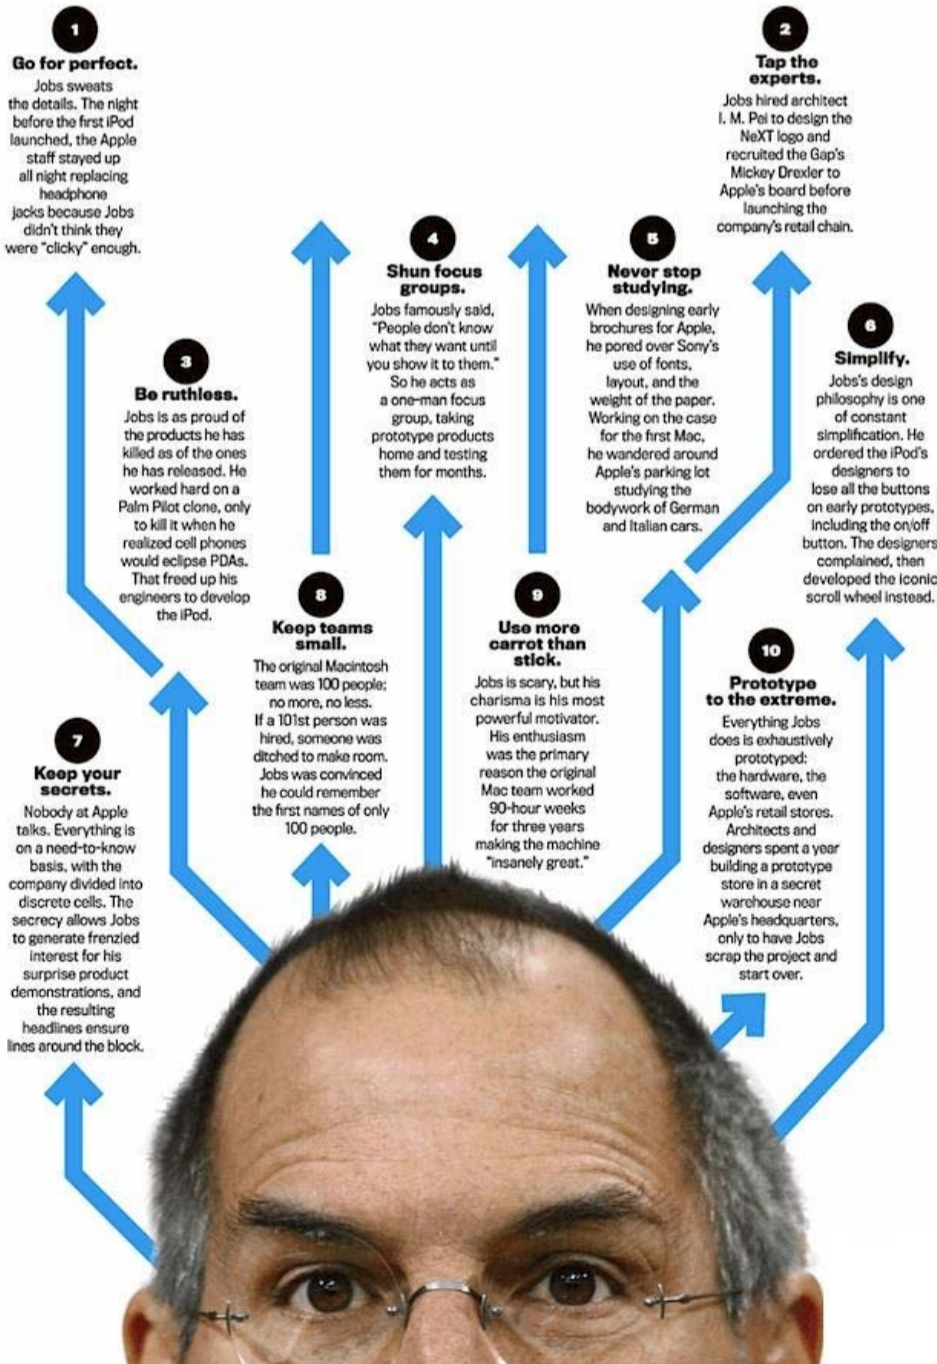 1
Go for perfect.
Jobs sweats
the details. The night
before the first iPod
launched, the Apple
staff stayed up
all night replacing
headphone
jacks because Jobs
didn't think they
were "clicky" enough.
2
Tap the
experts.
Jobs hired architect
I. M. Pei to design the
NeXT logo and
recruited the Gap's
Mickey Drexler to
Apple's board before
launching the
company's retail chain.
3
Be ruthless.
Jobs is as proud of
the products he has
killed as of the ones
he has released. He
worked hard on a
Palm Pilot clone, only
to kill it when he
realized cell phones
would eclipse PDAs.
That freed up his
engineers to develop
the iPod.
4
Shun focus
groups.
Jobs famously said,
"People don't know
what they want until
you show it to them."
So he acts as
a one-man focus
group, taking
prototype products
home and testing
them for months.
5
Never stop
studying.
When designing early
brochures for Apple,
he pored over Sony's
use of fonts,
layout, and the
weight of the paper.
Working on the case
for the first Mac,
he wandered around
Apple's parking lot
studying the
bodywork of German
and Italian cars.
6
Simplify.
Jobs's design
philosophy is one
of constant
simplification. He
ordered the iPod's
designers to
lose all the buttons
on early prototypes,
including the on/off
button. The designers
complained, then
developed the iconic
scroll wheel instead.
7
Keep your
secrets.
Nobody at Apple
talks. Everything is
on a need-to-know
basis, with the
company divided into
discrete cells. The
secrecy allows Jobs
to generate frenzied
interest for his
surprise product
demonstrations, and
the resulting
headlines ensure
lines around the block.
8
Keep teams
small.
The original Macintosh
team was 100 people;
no more, no less.
If a 101st person was
hired, someone was
ditched to make room.
Jobs was convinced
he could remember
the first names of only
100 people.
9
Use more
carrot than
stick.
Jobs is scary, but his
charisma is his most
powerful motivator.
His enthusiasm
was the primary
reason the original
Mac team worked
90-hour weeks
for three years
making the machine
"insanely great."
10
Prototype
to the extreme.
Everything Jobs
does is exhaustively
prototyped:
the hardware, the
software, even
Apple's retail stores.
Architects and
designers spent a year
building a prototype
store in a secret
warehouse near
Apple's headquarters,
only to have Jobs
scrap the project and
start over.